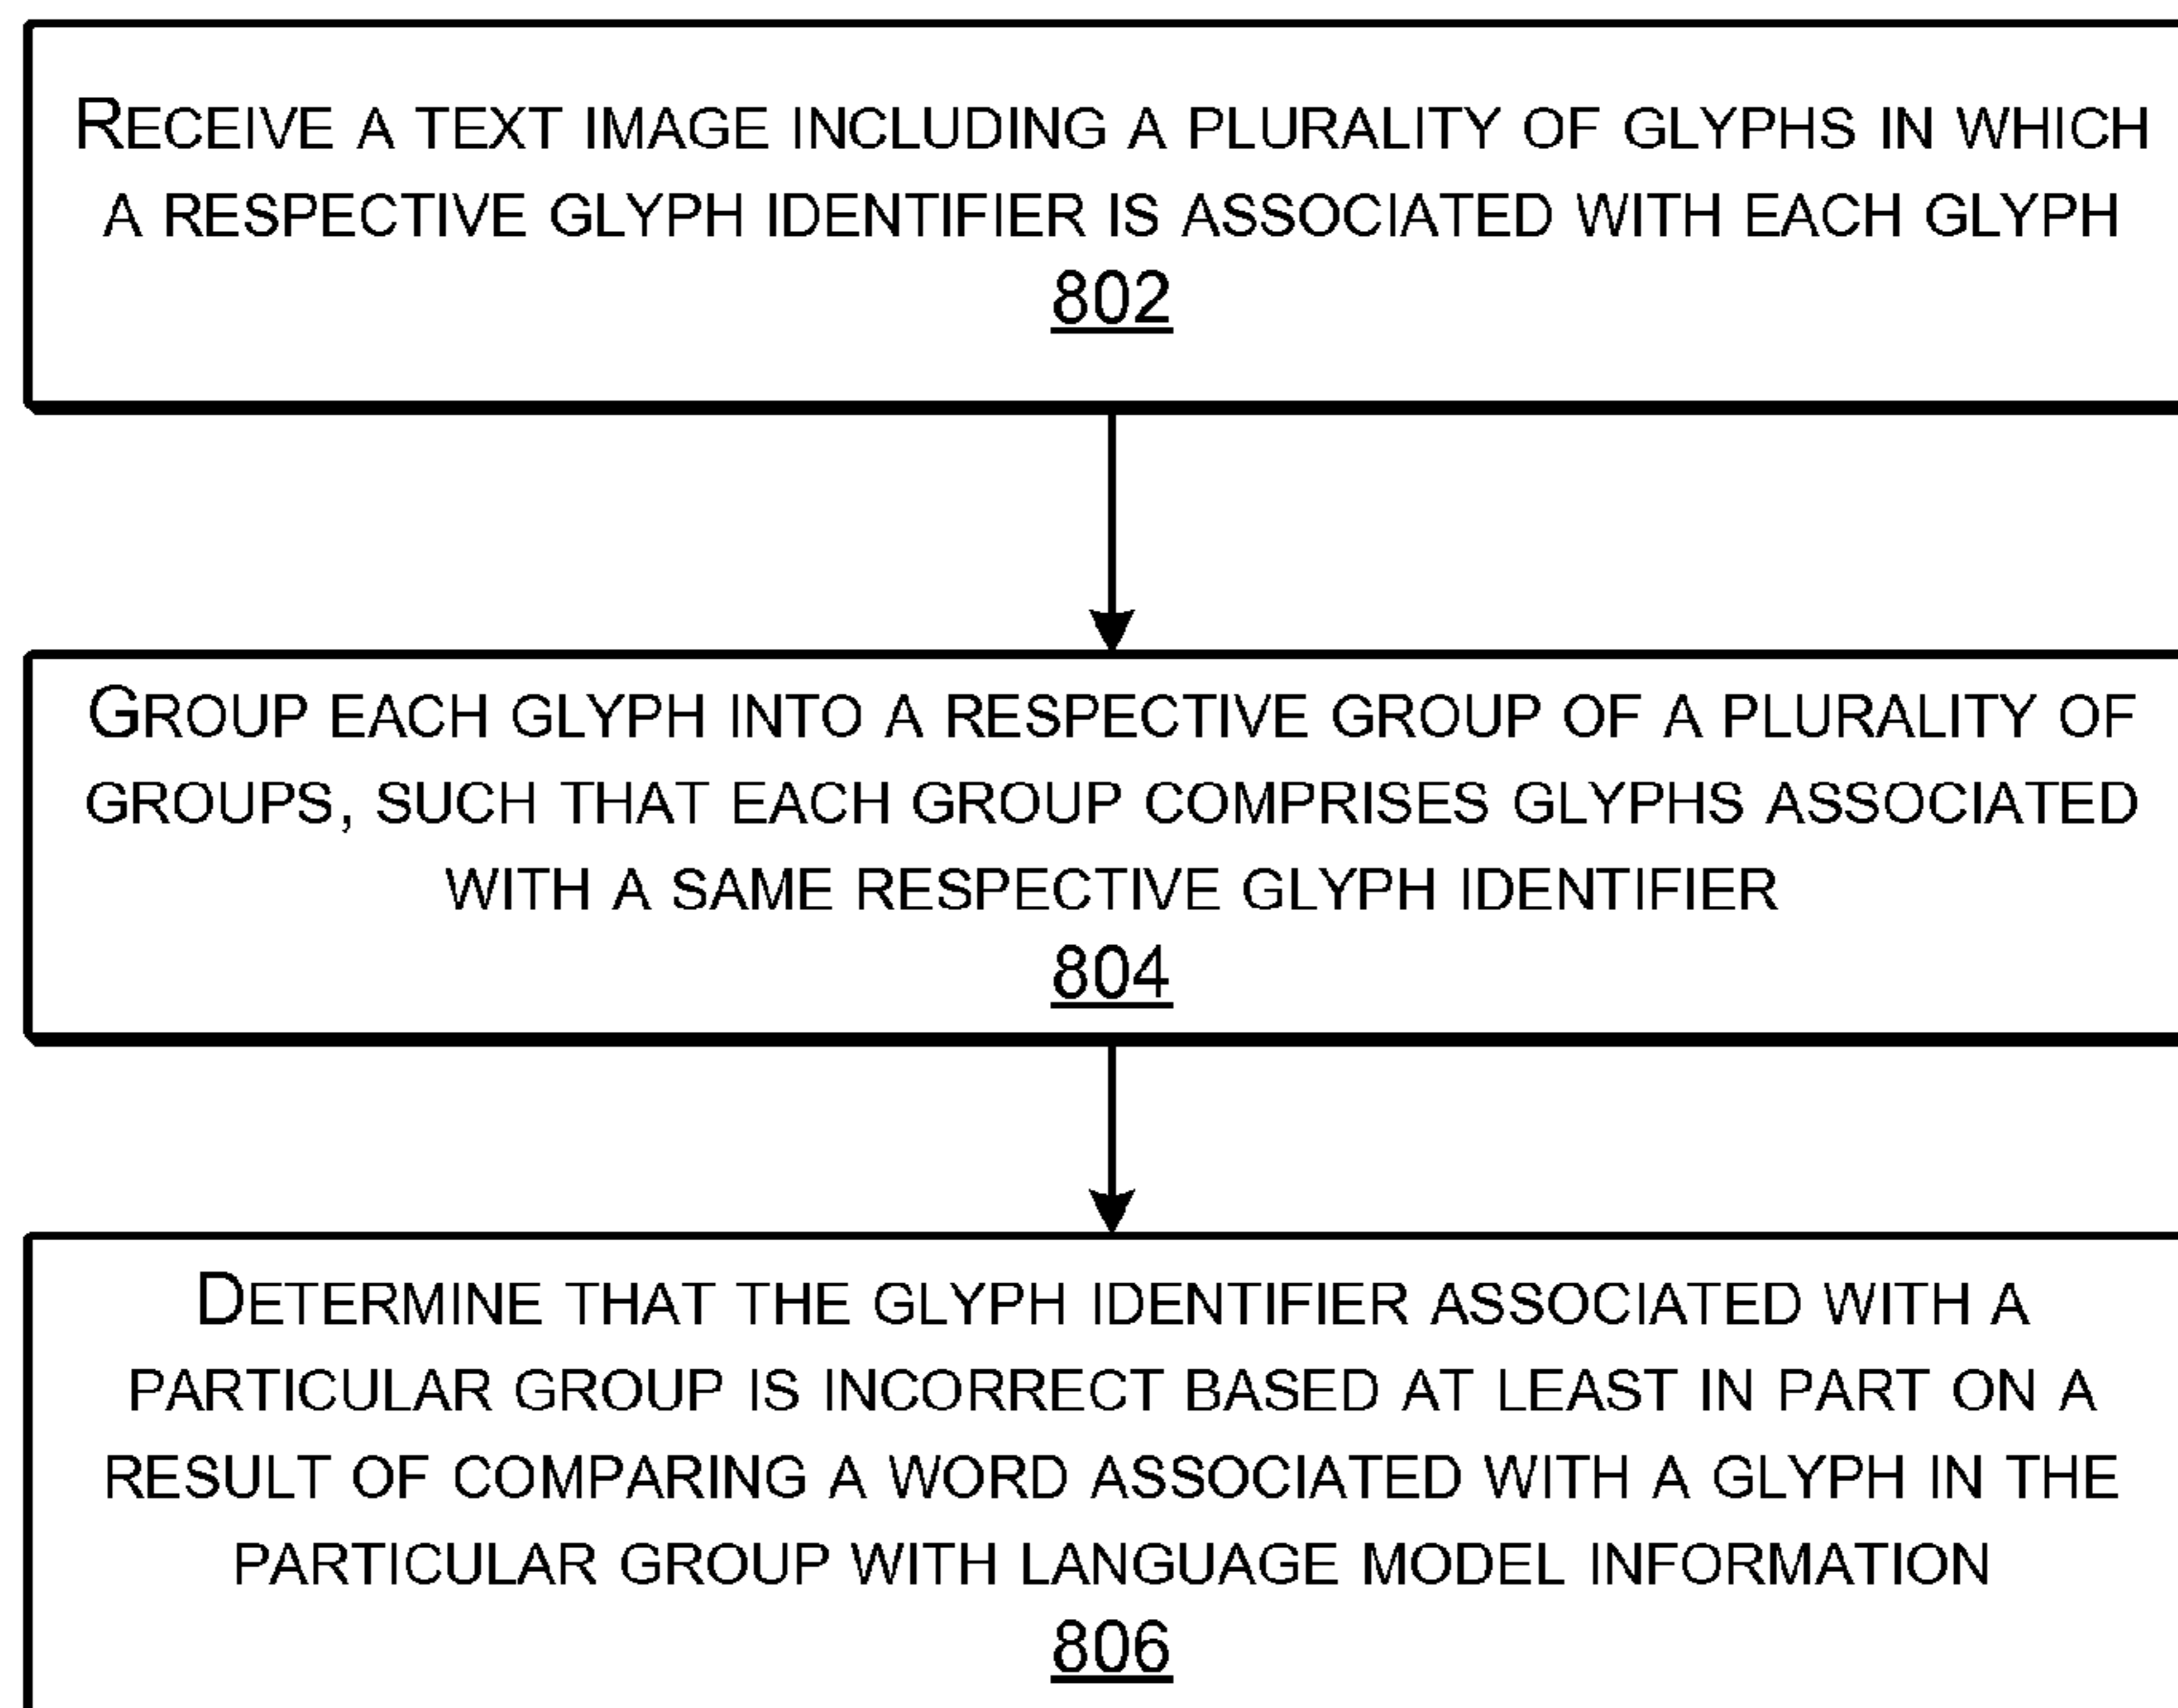 RECEIVE A TEXT IMAGE INCLUDING A PLURALITY OF GLYPHS IN WHICH
A RESPECTIVE GLYPH IDENTIFIER IS ASSOCIATED WITH EACH GLYPH
802
GROUP EACH GLYPH INTO A RESPECTIVE GROUP OF A PLURALITY OF
GROUPS, SUCH THAT EACH GROUP COMPRISES GLYPHS ASSOCIATED
WITH A SAME RESPECTIVE GLYPH IDENTIFIER
804
DETERMINE THAT THE GLYPH IDENTIFIER ASSOCIATED WITH A
PARTICULAR GROUP IS INCORRECT BASED AT LEAST IN PART ON A
RESULT OF COMPARING A WORD ASSOCIATED WITH A GLYPH IN THE
PARTICULAR GROUP WITH LANGUAGE MODEL INFORMATION
806